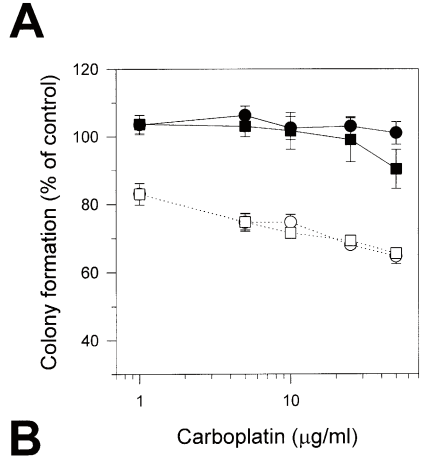 A
Colony formation (% of control)
120
100
80
60
40
1
10
Carboplatin (μg/ml)
B